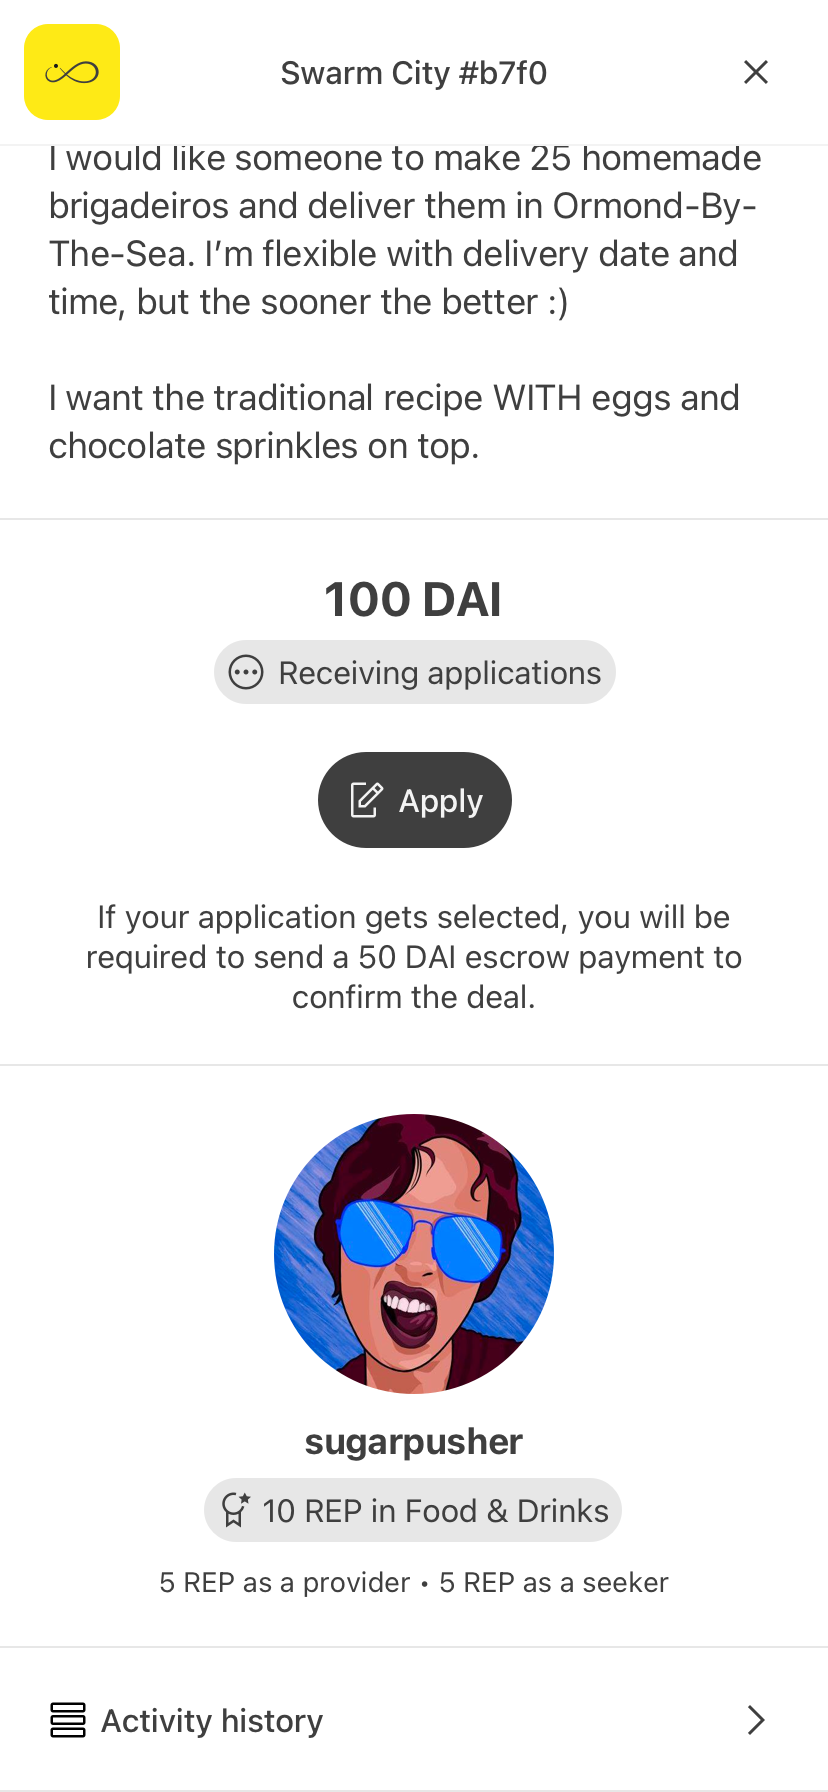 Swarm City #b7f0
I would like someone to make 25 homemade
brigadeiros and deliver them in Ormond-By-
The-Sea. I’m flexible with delivery date and
time, but the sooner the better :)
I want the traditional recipe WITH eggs and
chocolate sprinkles on top.
100 DAI
Receiving applications
Apply
If your application gets selected, you will be
required to send a 50 DAI escrow payment to
confirm the deal.
sugarpusher
10 REP in Food & Drinks
5 REP as a provider • 5 REP as a seeker
Activity history